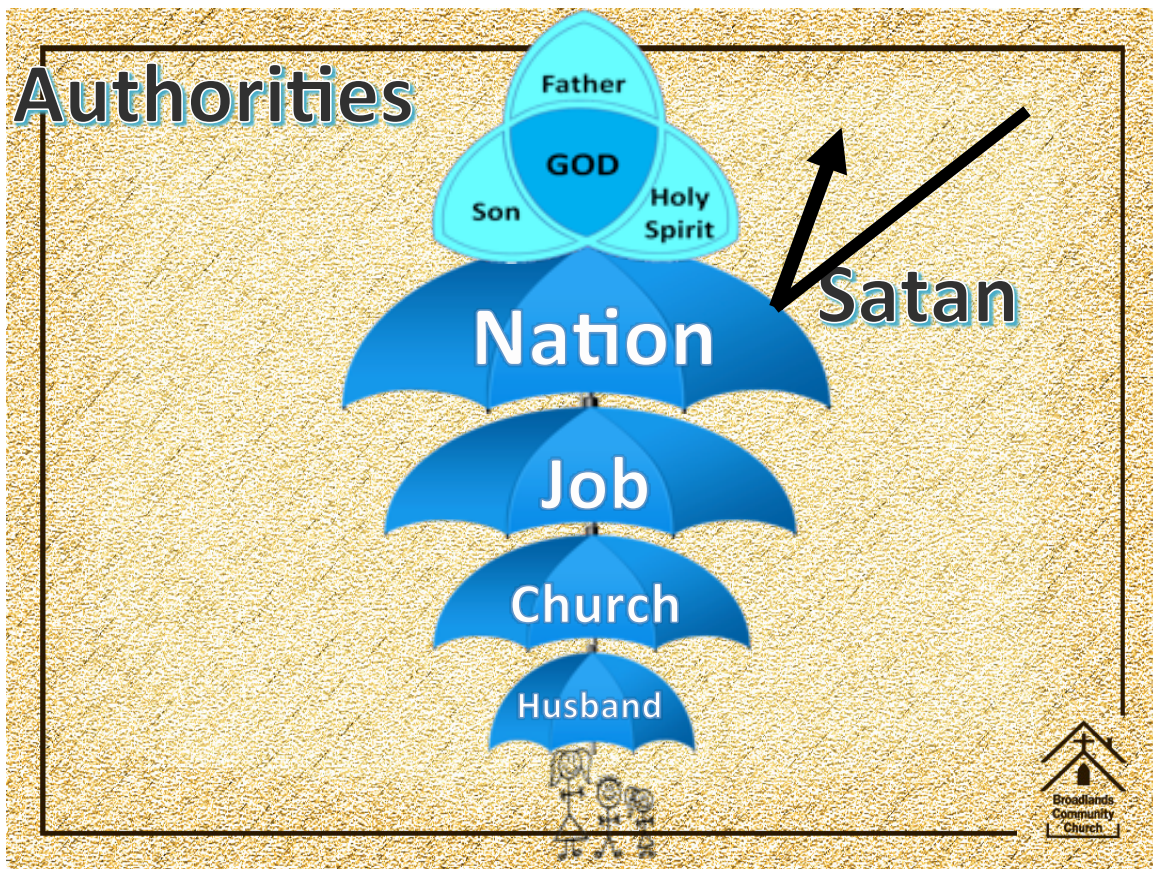 Authorities
Father
GOD
Son
Holy
Spirit
Satan
Nation
Job
Church
Husband
Broadlands
Community
Church